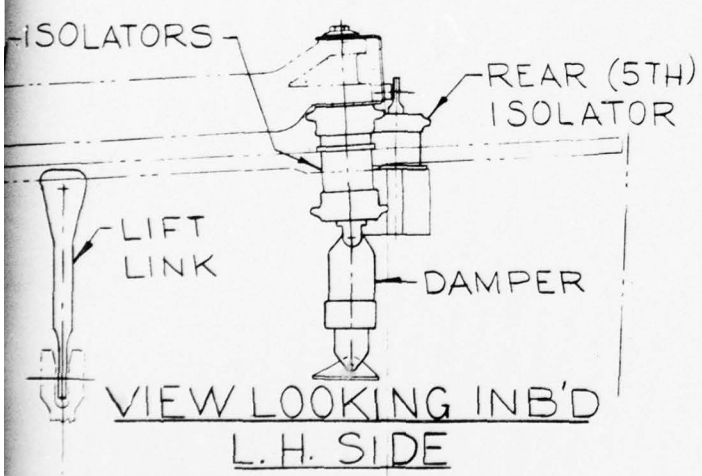 ISOLATORS
REAR (5TH)
ISOLATOR
LIFT
LINK
DAMPER
VIEW LOOKING INB'D
L.H. SIDE